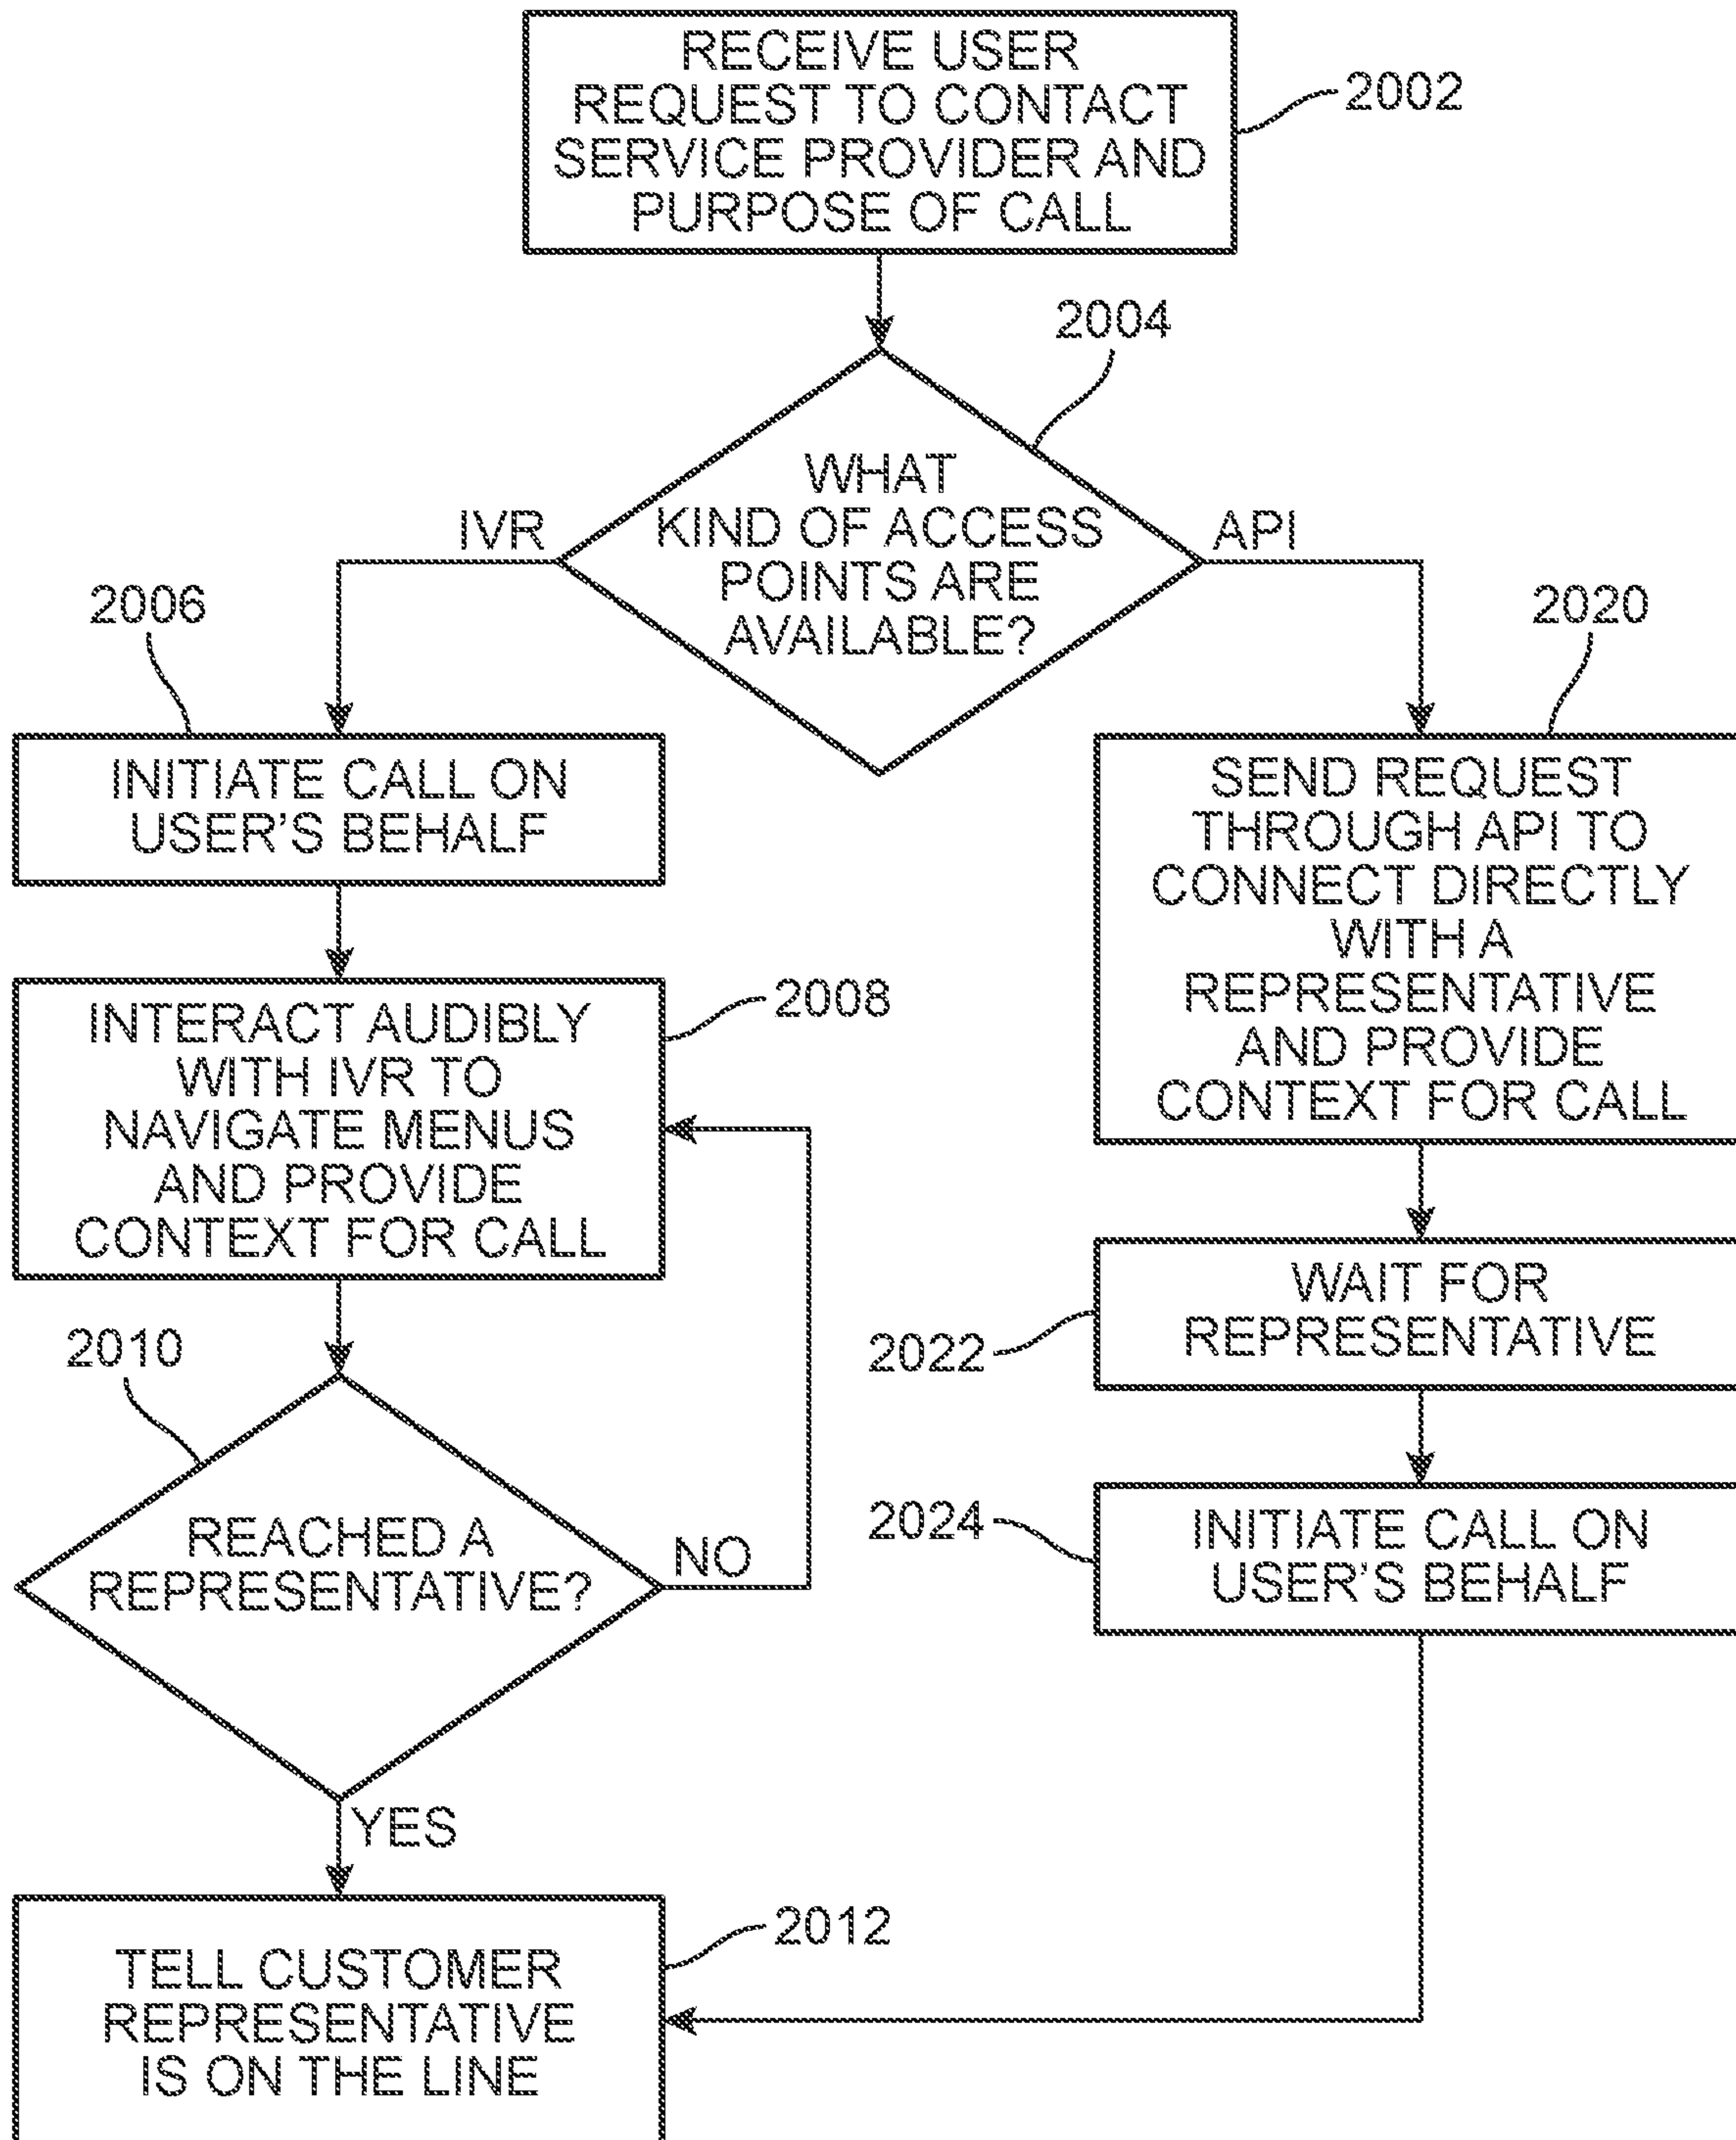 RECEIVE USER
REQUEST TO CONTACT
SERVICE PROVIDER AND
PURPOSE OF CALL
2002
2004
WHAT
KIND OF ACCESS
POINTS ARE
AVAILABLE?
IVR
API
2006
INITIATE CALL ON
USER'S BEHALF
2008
INTERACT AUDIBLY
WITH IVR TO
NAVIGATE MENUS
AND PROVIDE
CONTEXT FOR CALL
2010
REACHED A
REPRESENTATIVE?
NO
YES
2020
SEND REQUEST
THROUGH API TO
CONNECT DIRECTLY
WITH A
REPRESENTATIVE
AND PROVIDE
CONTEXT FOR CALL
2022
WAIT FOR
REPRESENTATIVE
2024
INITIATE CALL ON
USER'S BEHALF
2012
TELL CUSTOMER
REPRESENTATIVE
IS ON THE LINE